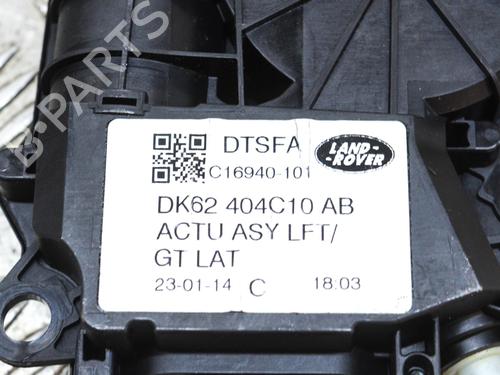 B-PARTS
DTSFA
LAND-
-ROVER
C16940-101
DK62 404C10 AB
ACTU ASY LFT/
GT LAT
23-01-14 C 18:03